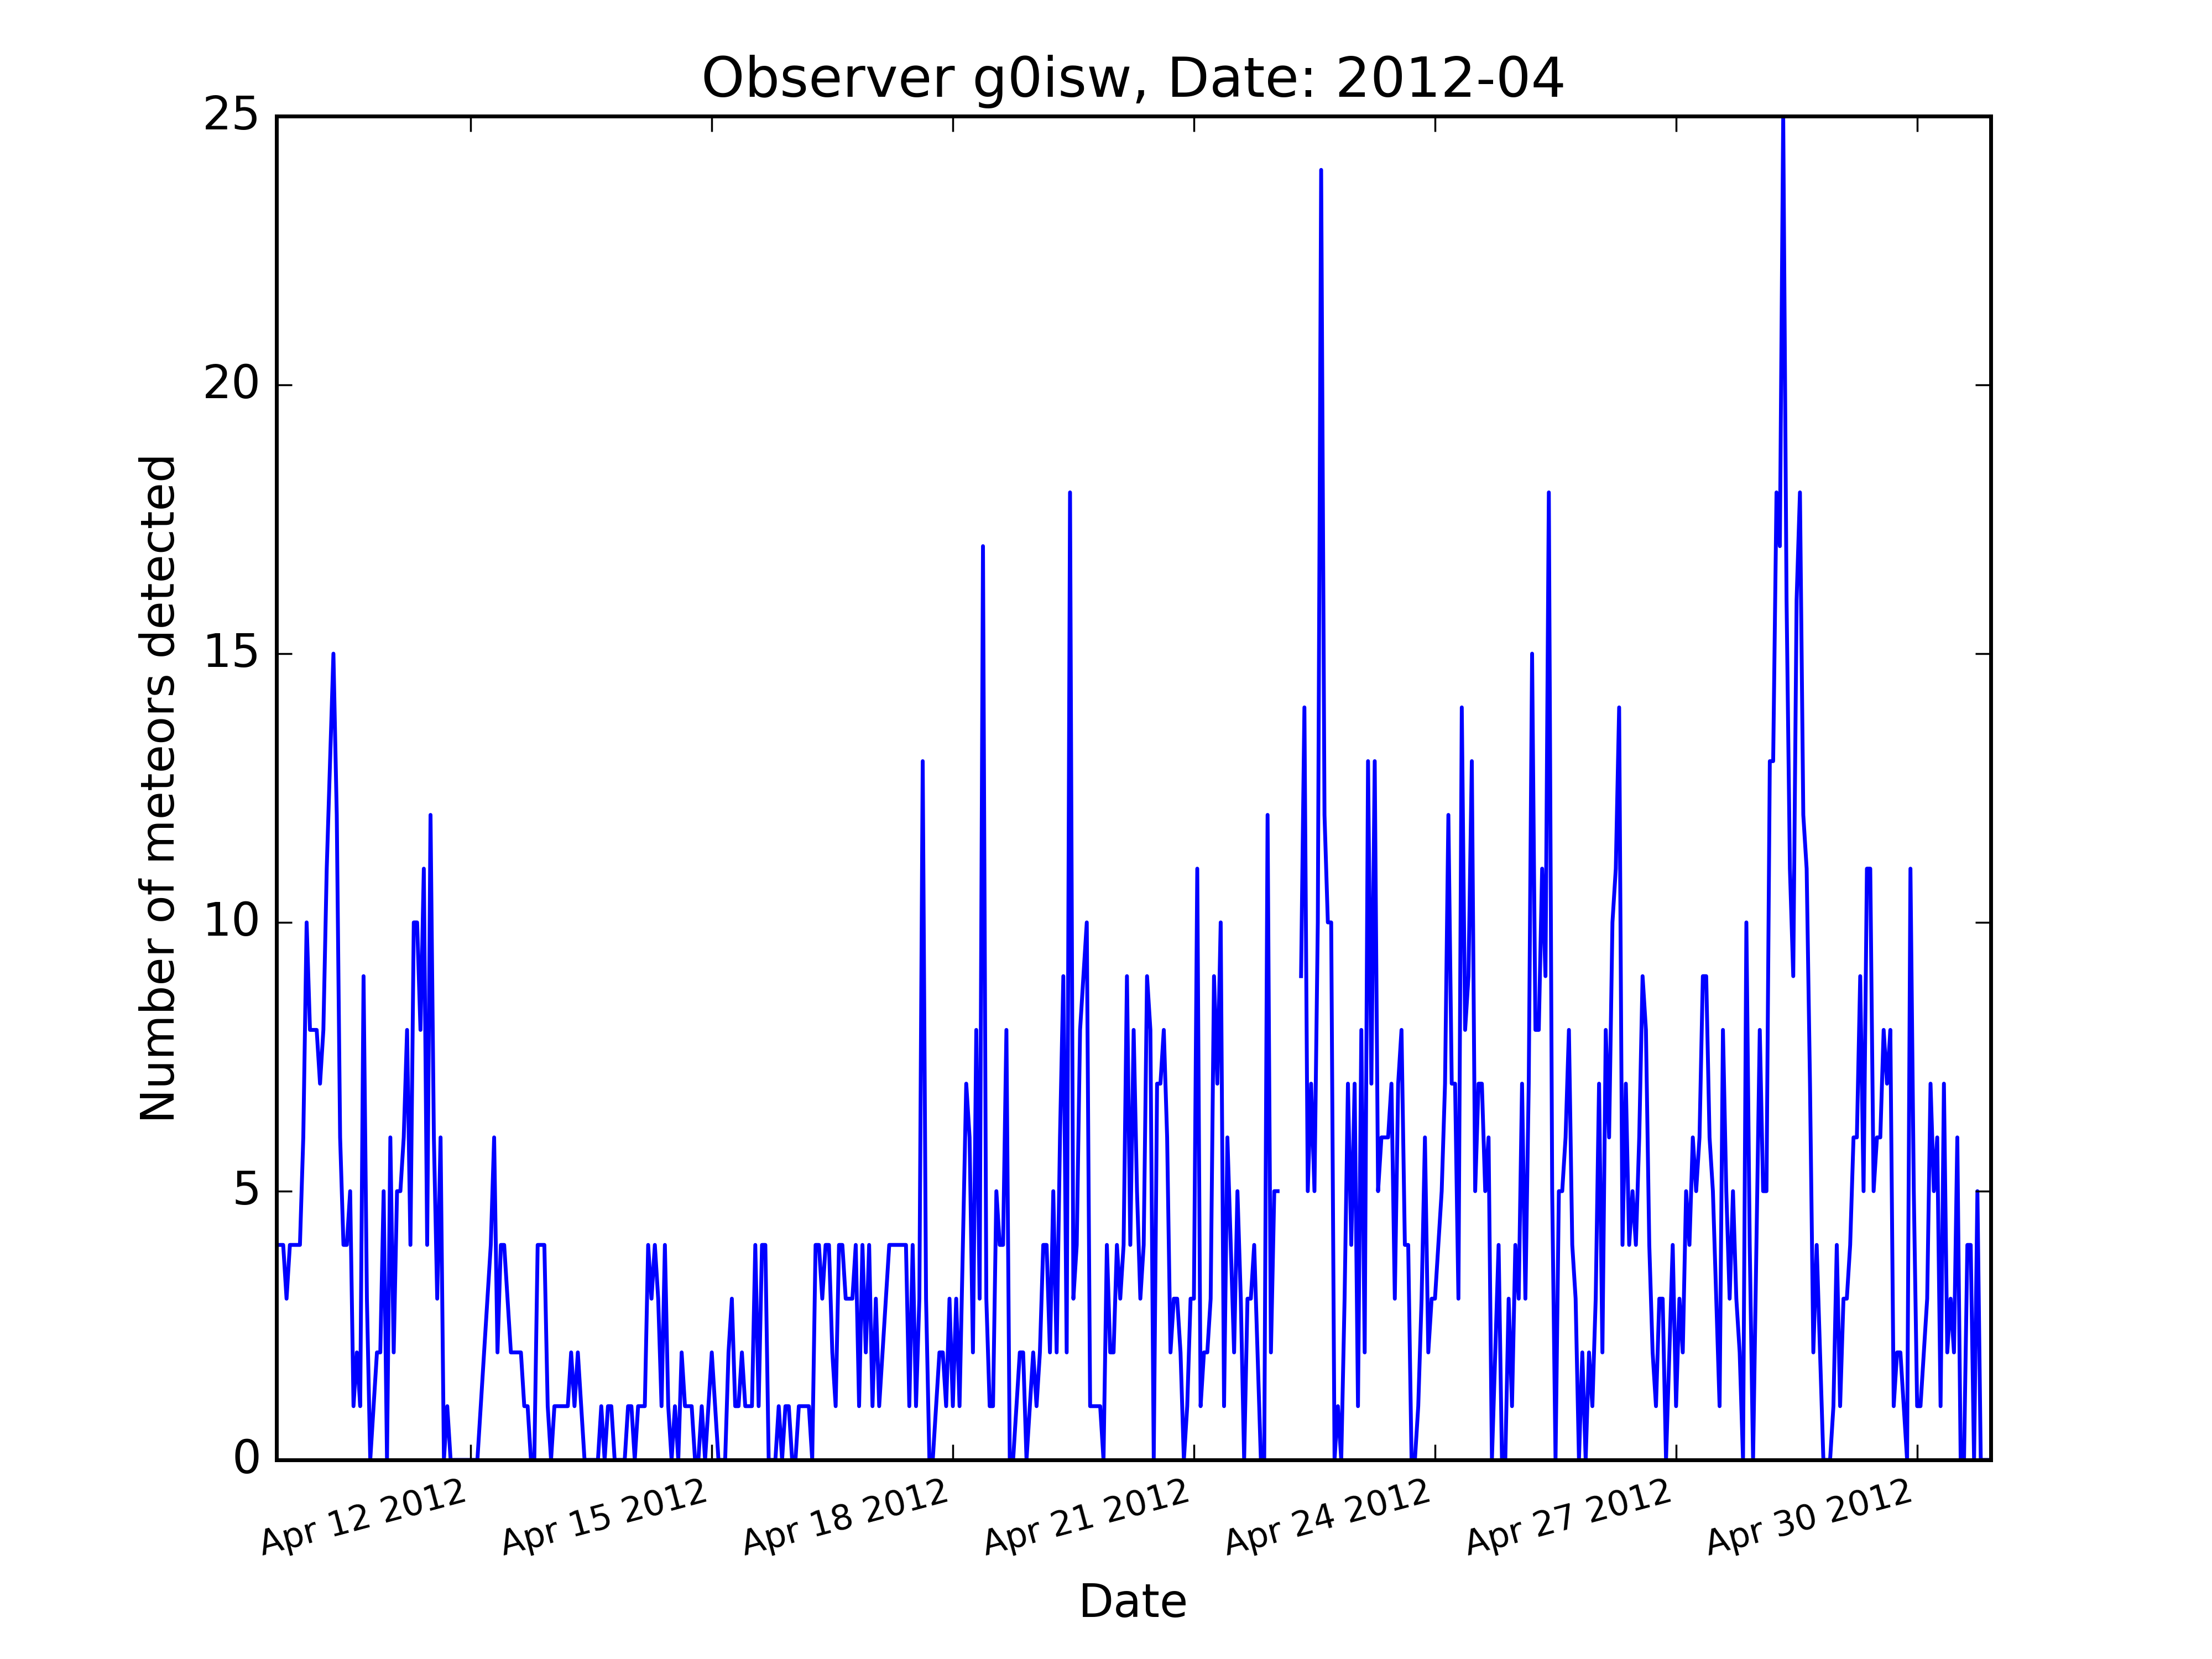 Observer g0isw, Date: 2012-04
Number of meteors detected
25
20
15
10
5
0
Apr 12 2012
Apr 15 2012
Apr 18 2012
Apr 21 2012
Apr 24 2012
Apr 27 2012
Apr 30 2012
Date